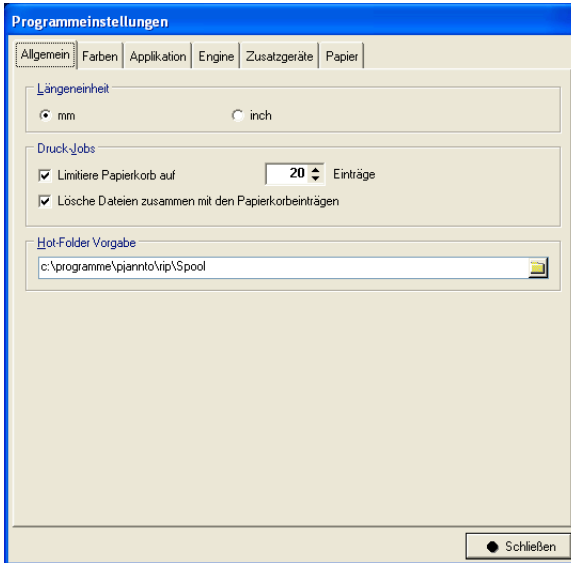 Programmeinstellungen
Allgemein Farben Applikation Engine Zusatzgeräte Papier
Längeneinheit
mm inch
Druck-Jobs
Limitiere Papierkorb auf 20 Einträge
Lösche Dateien zusammen mit den Papierkorbeinträgen
Hot-Folder Vorgabe
c:\programme\pjannto\rip\Spool
Schließen